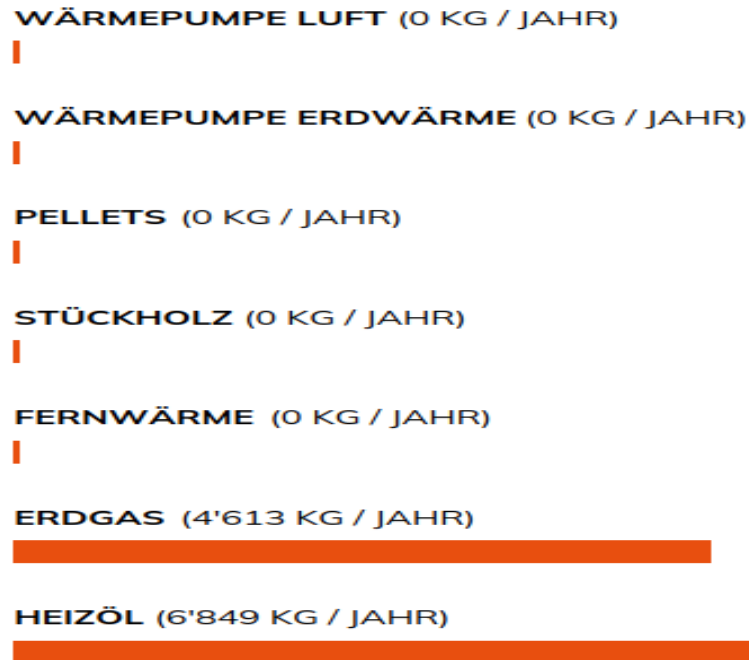 WÄRMEPUMPE LUFT (0 KG / JAHR)
WÄRMEPUMPE ERDWÄRME (0 KG / JAHR)
PELLETS (0 KG / JAHR)
STÜCKHOLZ (0 KG / JAHR)
FERNWÄRME (0 KG / JAHR)
ERDGAS (4'613 KG / JAHR)
HEIZÖL (6'849 KG / JAHR)